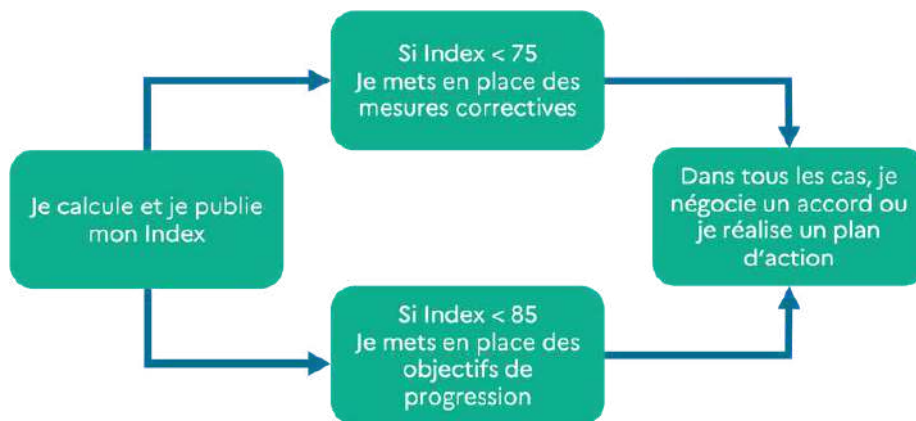 Je calcule et je publie
mon Index
Si Index < 75
Je mets en place des
mesures correctives
Si Index < 85
Je mets en place des
objectifs de
progression
Dans tous les cas, je
négocie un accord ou
je réalise un plan
d'action